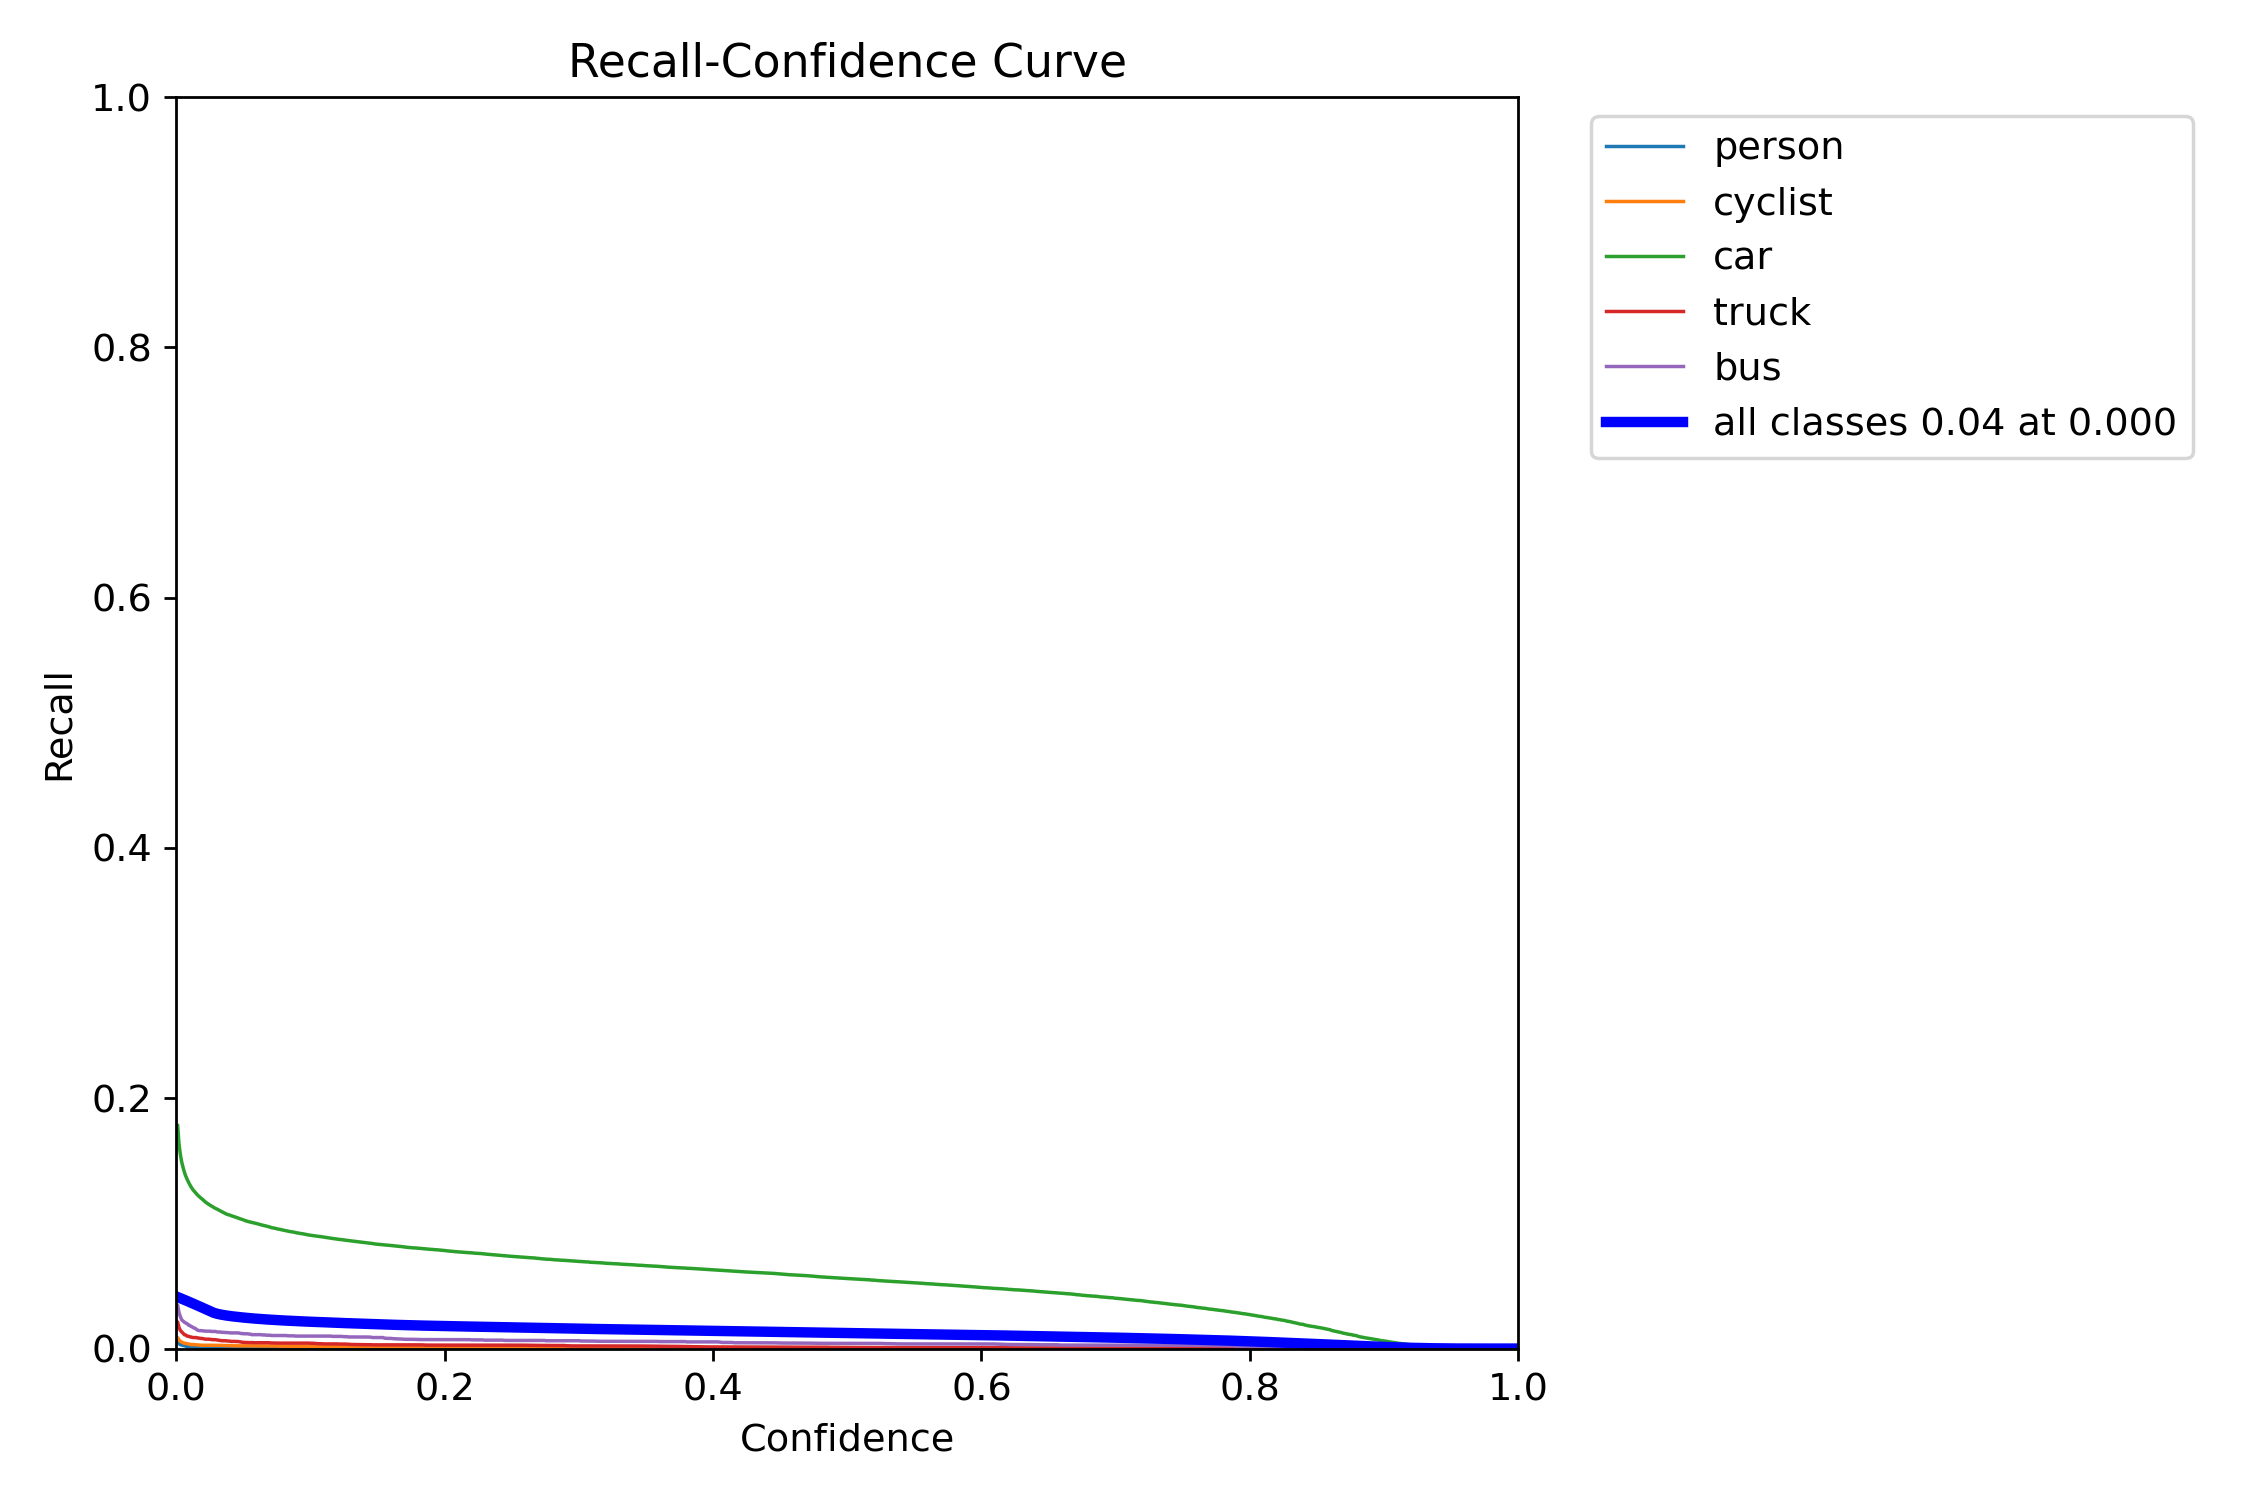 Recall-Confidence Curve
1.0
0.8
0.6
0.4
0.2
0.0
Recall
0.0 0.2 0.4 0.6 0.8 1.0
Confidence
person
cyclist
car
truck
bus
all classes 0.04 at 0.000